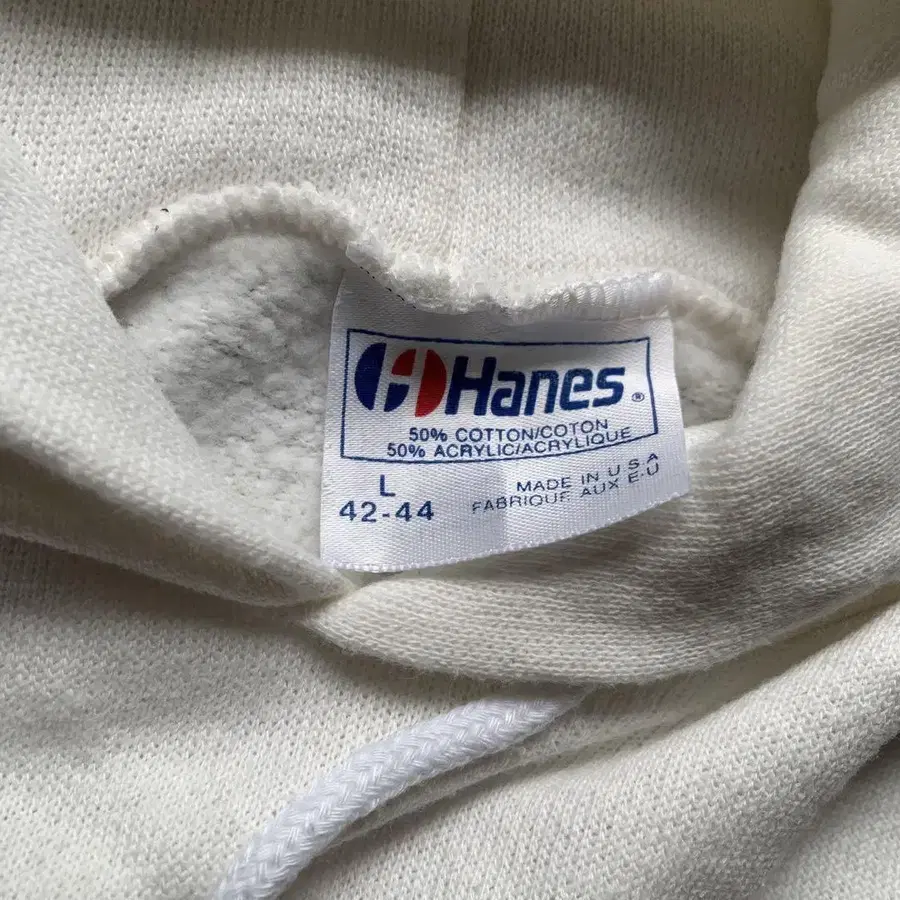 Hanes®
50% COTTON/COTON
50% ACRYLIC/ACRYLIQUE
L
42-44
MADE IN U.S.A
FABRIQUE AUX E.U